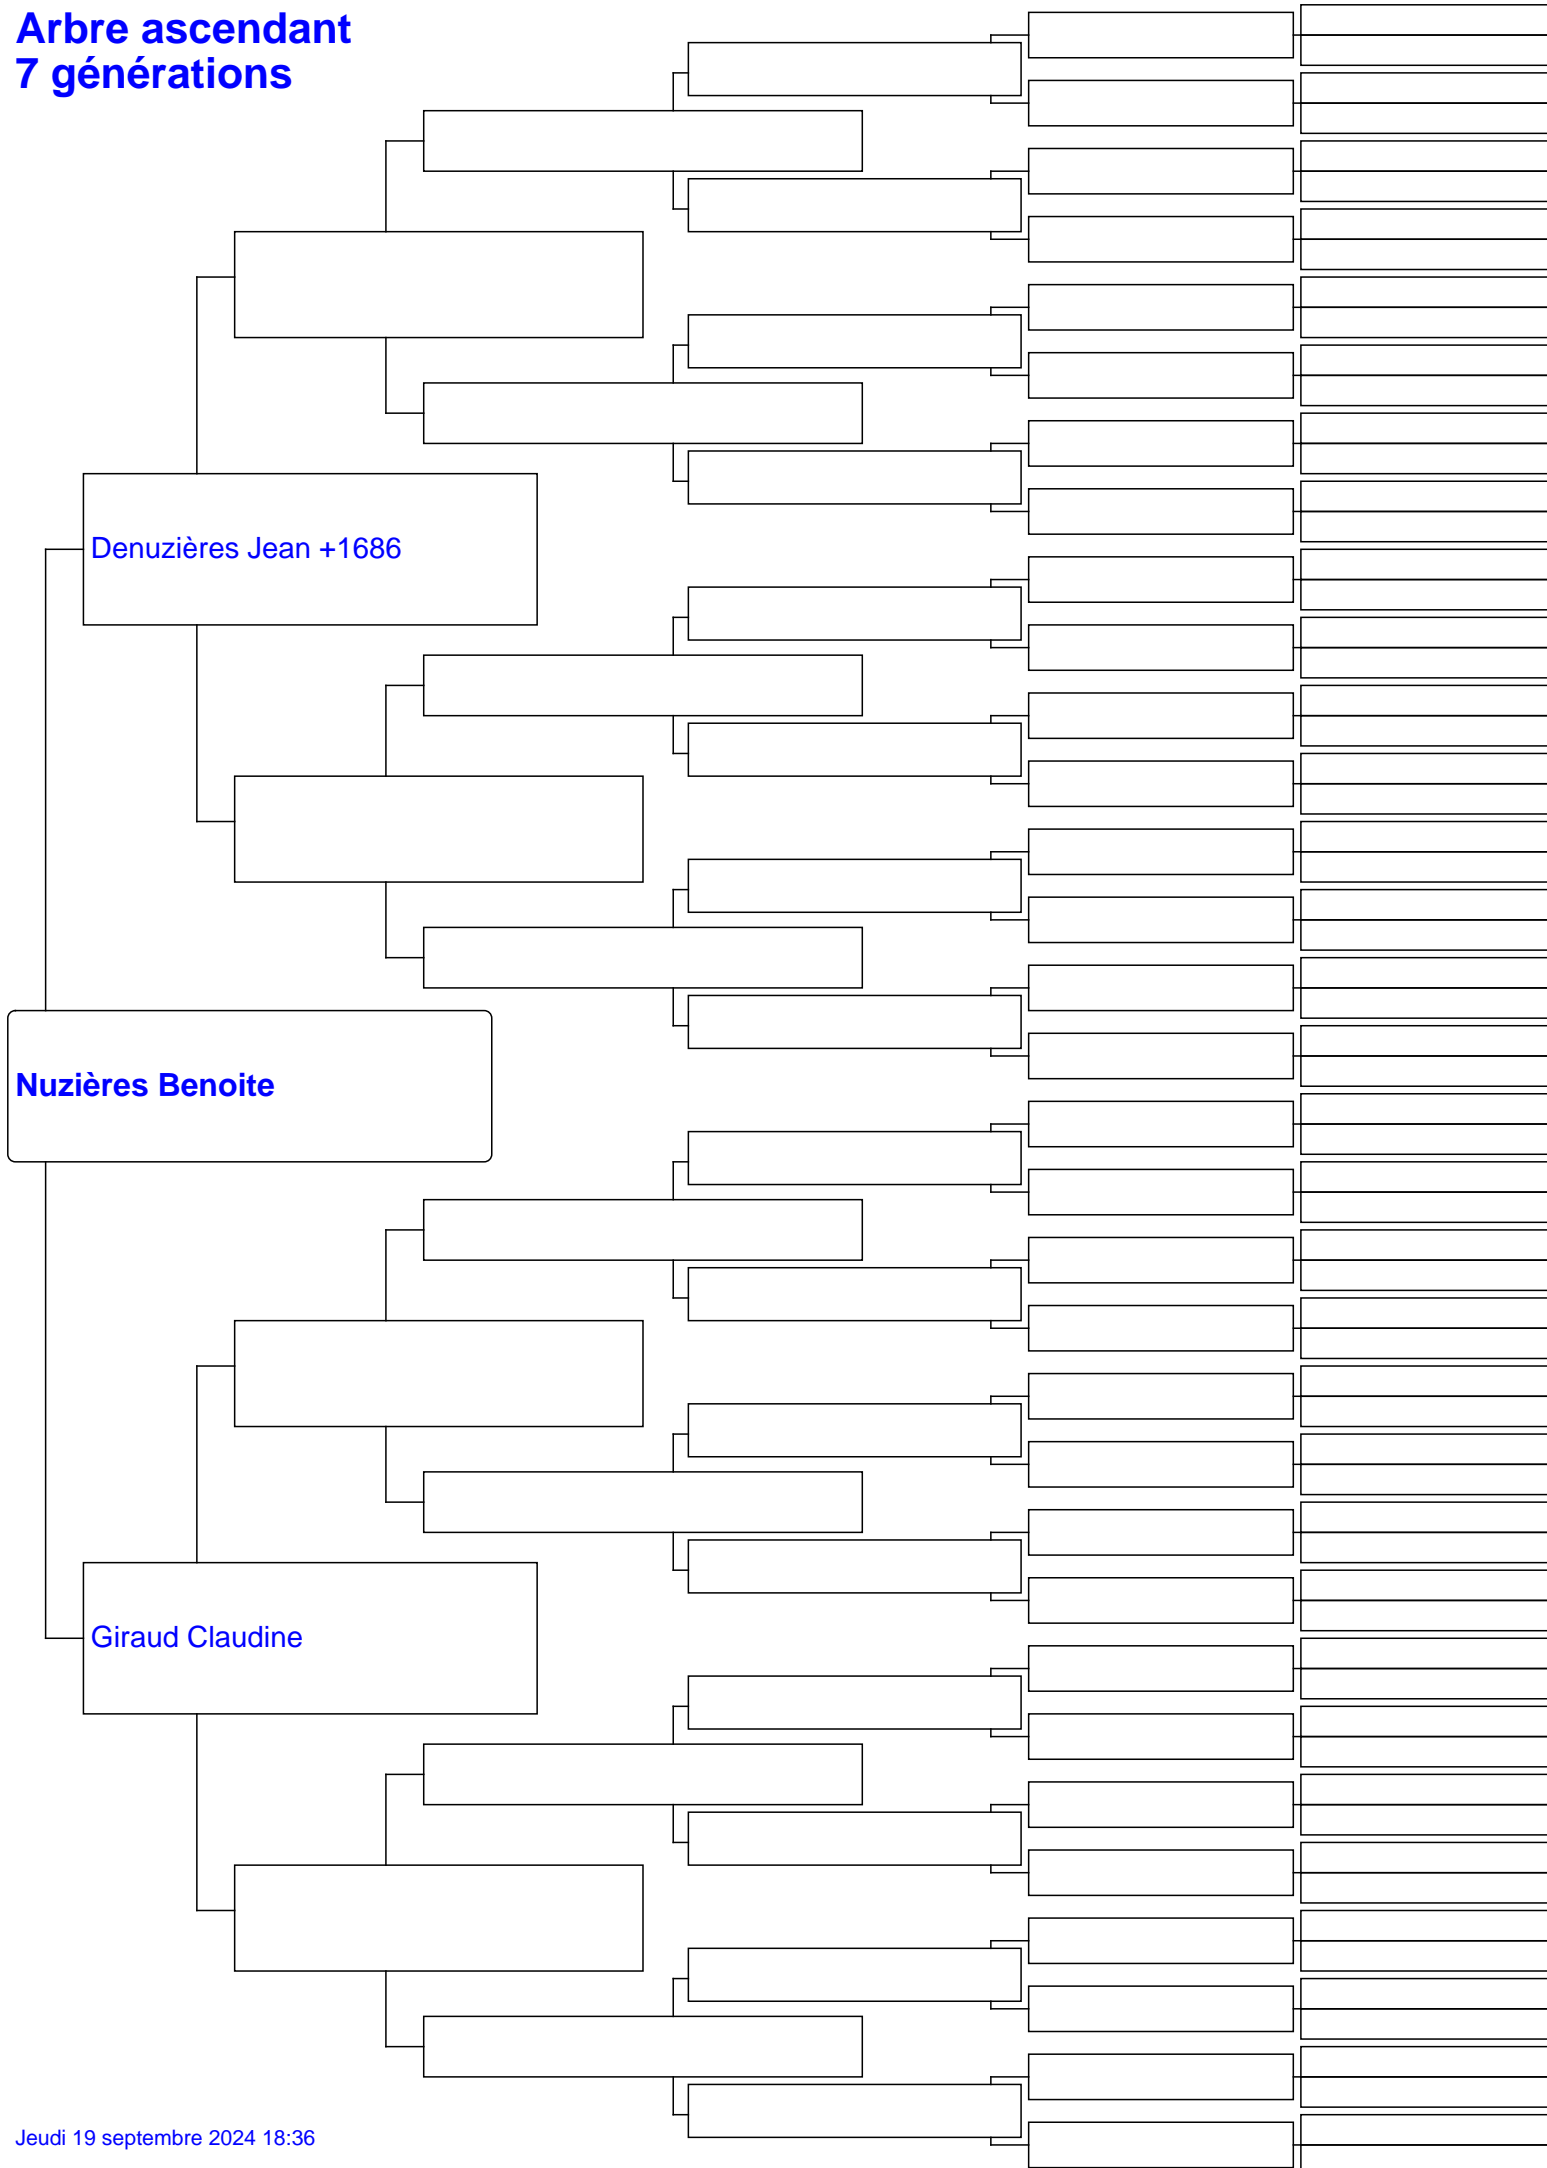 Arbre ascendant
7 générations
Denuzières Jean +1686
Nuzières Benoite
Giraud Claudine
Jeudi 19 septembre 2024 18:36